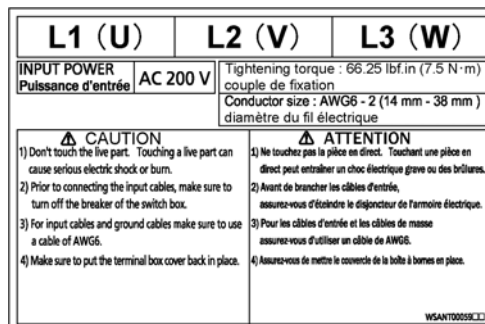 L1 (U) L2 (V) L3 (W)
INPUT POWER
Puissance d'entrée
AC 200 V
Tightening torque : 66.25 lbf.in (7.5 N·m)
couple de fixation
Conductor size : AWG6 - 2 (14 mm - 38 mm )
diamètre du fil électrique
⚠ CAUTION
1) Don't touch the live part. Touching a live part can
cause serious electric shock or burn.
2) Prior to connecting the input cables, make sure to
turn off the breaker of the switch box.
3) For input cables and ground cables make sure to use
a cable of AWG6.
4) Make sure to put the terminal box cover back in place.
⚠ ATTENTION
1) Ne touchez pas la pièce en direct. Touchant une pièce en
direct peut entraîner un choc électrique grave ou des brûlures.
2) Avant de brancher les câbles d'entrée,
assurez-vous d'éteindre le disjoncteur de l'armoire électrique.
3) Pour les câbles d'entrée et les câbles de masse
assurez-vous d'utiliser un câble de AWG6.
4) Assurez-vous de mettre le couvercle de la boîte à bornes en place.
WSANT00059□□